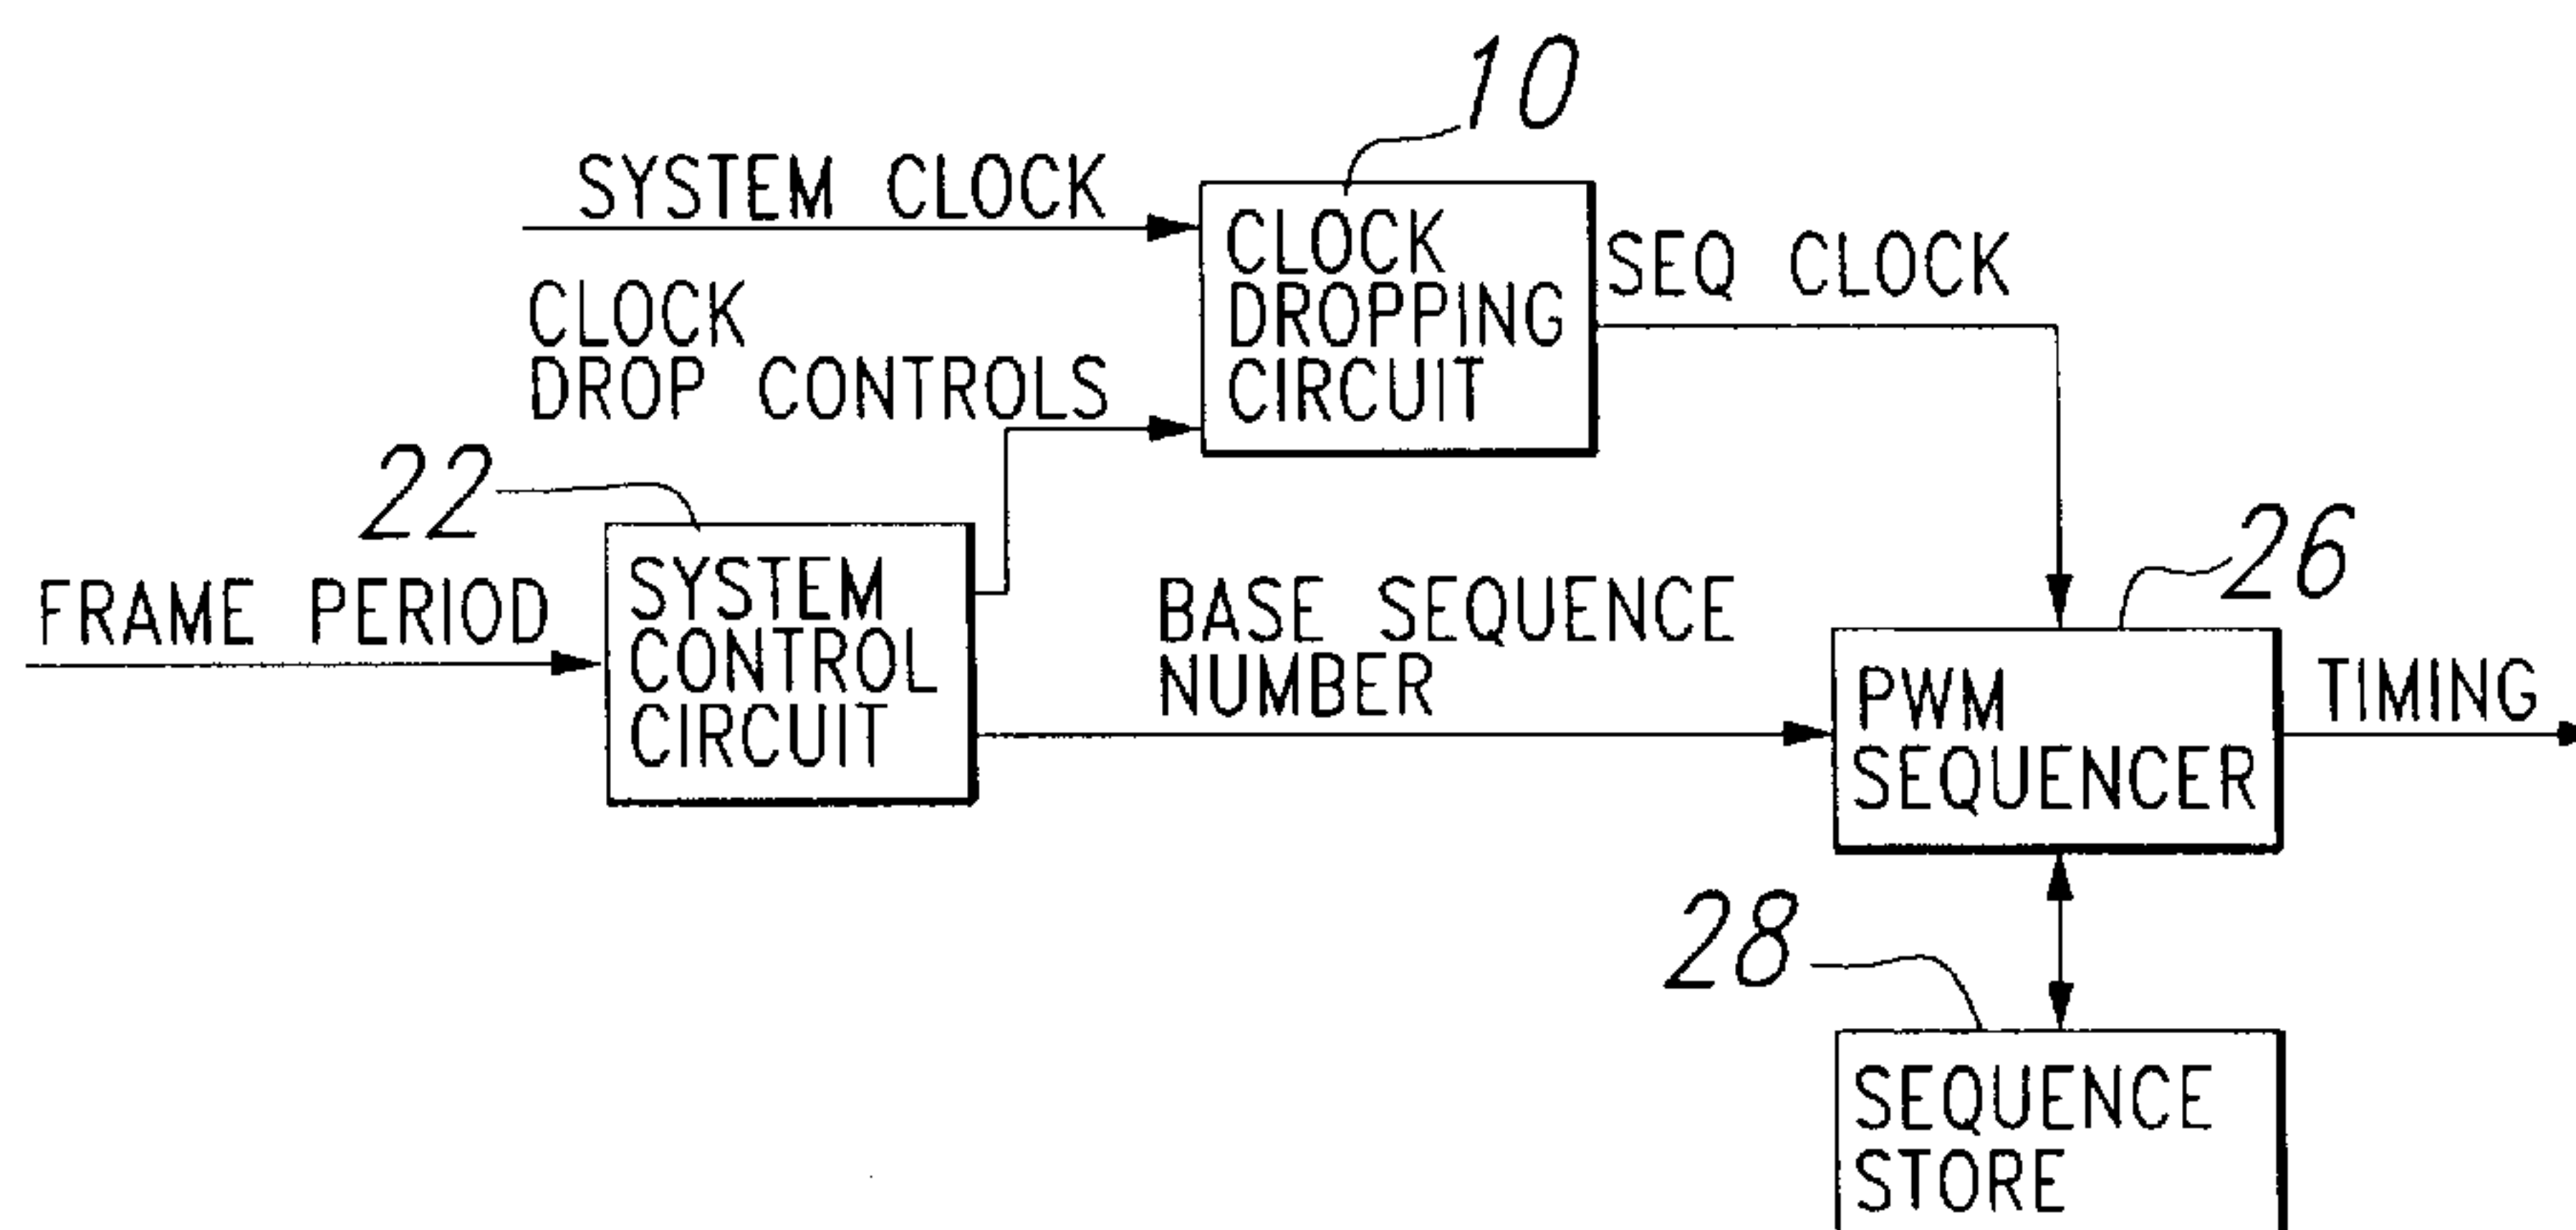 10
SYSTEM CLOCK
CLOCK
DROPPING
CIRCUIT
SEQ CLOCK
CLOCK
DROP CONTROLS
22
FRAME PERIOD
SYSTEM
CONTROL
CIRCUIT
BASE SEQUENCE
NUMBER
26
PWM
SEQUENCER
TIMING
28
SEQUENCE
STORE